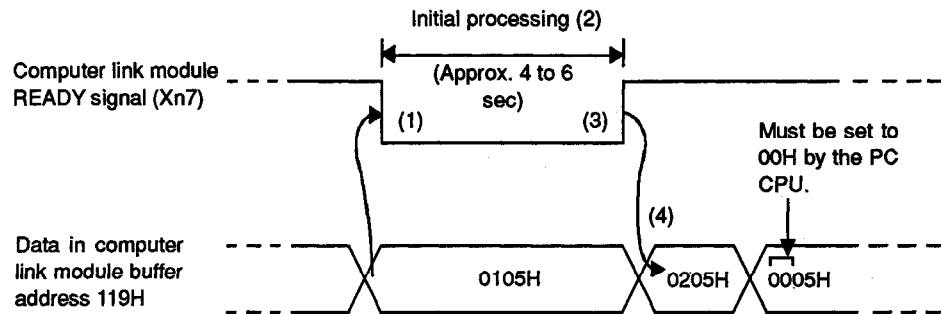 Initial processing (2)
Computer link module
READY signal (Xn7)
(Approx. 4 to 6
sec)
(1)
(3)
Must be set to
00H by the PC
CPU.
(4)
Data in computer
link module buffer
address 119H
0105H
0205H
0005H